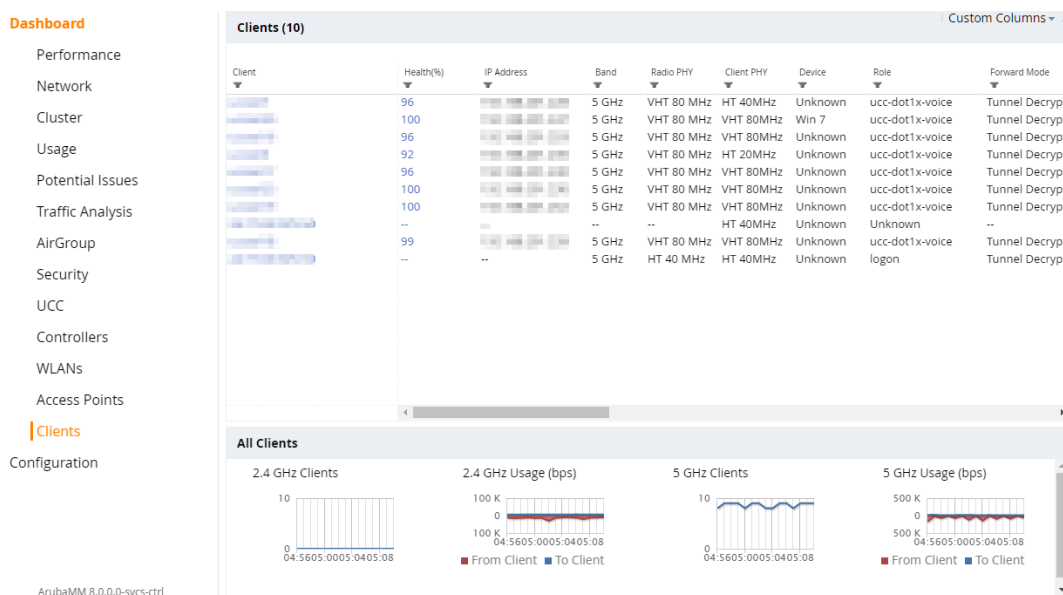 Dashboard
Performance
Network
Cluster
Usage
Potential Issues
Traffic Analysis
AirGroup
Security
UCC
Controllers
WLANs
Access Points
Clients
Configuration
ArubaMM 8.0.0.0-svcs-ctrl
Clients (10) Custom Columns
Client Health(%) IP Address Band Radio PHY Client PHY Device Role Forward Mode
96 5 GHz VHT 80 MHz HT 40MHz Unknown ucc-dot1x-voice Tunnel Decryp
100 5 GHz VHT 80 MHz VHT 80MHz Win 7 ucc-dot1x-voice Tunnel Decryp
96 5 GHz VHT 80 MHz VHT 80MHz Unknown ucc-dot1x-voice Tunnel Decryp
92 5 GHz VHT 80 MHz HT 20MHz Unknown ucc-dot1x-voice Tunnel Decryp
96 5 GHz VHT 80 MHz VHT 80MHz Unknown ucc-dot1x-voice Tunnel Decryp
100 5 GHz VHT 80 MHz VHT 80MHz Unknown ucc-dot1x-voice Tunnel Decryp
100 5 GHz VHT 80 MHz VHT 80MHz Unknown ucc-dot1x-voice Tunnel Decryp
-- -- -- HT 40MHz Unknown Unknown --
99 5 GHz VHT 80 MHz VHT 80MHz Unknown ucc-dot1x-voice Tunnel Decryp
-- -- 5 GHz HT 40 MHz HT 40MHz Unknown logon Tunnel Decryp
All Clients
2.4 GHz Clients 2.4 GHz Usage (bps) 5 GHz Clients 5 GHz Usage (bps)
10 100 K 10 500 K
0 0
0 100 K 0 500 K
04:5605:0005:0405:08 04:5605:0005:0405:08 04:5605:0005:0405:08 04:5605:0005:0405:08
From Client To Client From Client To Client